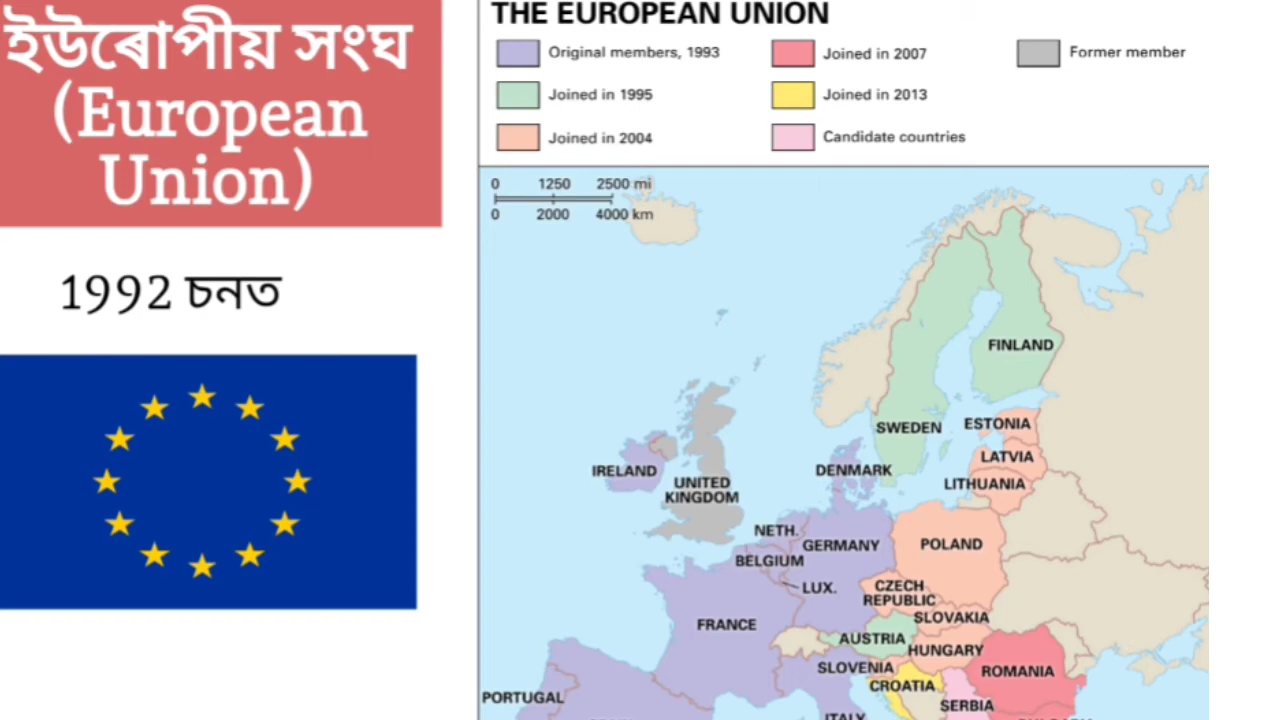 ইউৰোপীয় সংঘ
(European
Union)
1992 চনত
THE EUROPEAN UNION
Original members, 1993
Joined in 1995
Joined in 2004
Joined in 2007
Joined in 2013
Candidate countries
Former member
0 1250 2500 mi
0 2000 4000 km
FINLAND
SWEDEN
ESTONIA
LATVIA
LITHUANIA
DENMARK
IRELAND
UNITED
KINGDOM
NETH.
GERMANY
POLAND
BELGIUM
LUX.
CZECH
REPUBLIC
SLOVAKIA
FRANCE
AUSTRIA
HUNGARY
SLOVENIA
ROMANIA
CROATIA
PORTUGAL
SERBIA
ITALY